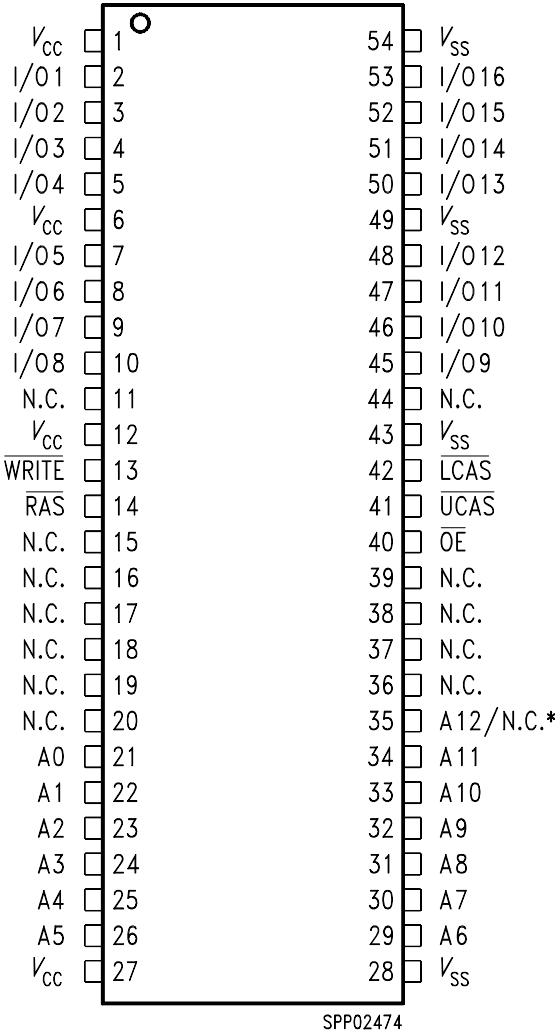 VCC 1 54 VSS
I/O1 2 53 I/O16
I/O2 3 52 I/O15
I/O3 4 51 I/O14
I/O4 5 50 I/O13
VCC 6 49 VSS
I/O5 7 48 I/O12
I/O6 8 47 I/O11
I/O7 9 46 I/O10
I/O8 10 45 I/O9
N.C. 11 44 N.C.
VCC 12 43 VSS
WRITE 13 42 LCAS
RAS 14 41 UCAS
N.C. 15 40 OE
N.C. 16 39 N.C.
N.C. 17 38 N.C.
N.C. 18 37 N.C.
N.C. 19 36 N.C.
N.C. 20 35 A12/N.C.*
A0 21 34 A11
A1 22 33 A10
A2 23 32 A9
A3 24 31 A8
A4 25 30 A7
A5 26 29 A6
VCC 27 28 VSS
SPP02474